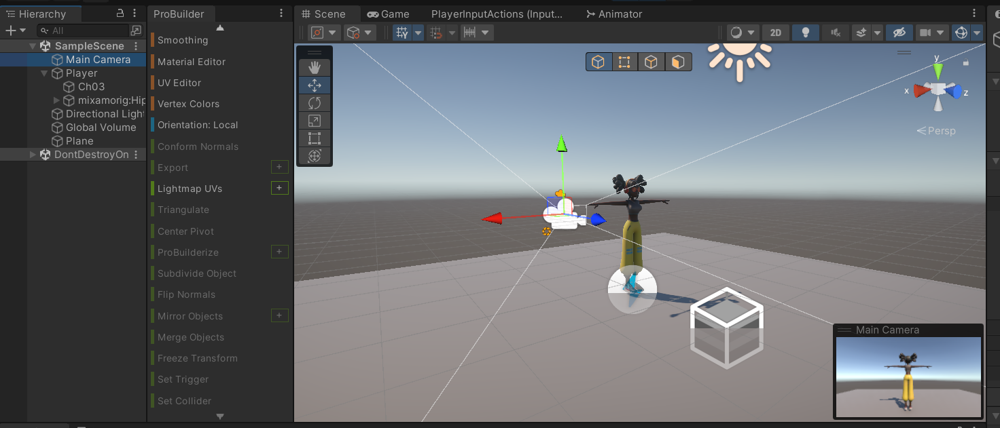 Hierarchy
All
SampleScene
Main Camera
Player
Ch03
mixamorig:Hip
Directional Light
Global Volume
Plane
DontDestroyOn
ProBuilder
Smoothing
Material Editor
UV Editor
Vertex Colors
Orientation: Local
Conform Normals
Export
+
Lightmap UVs
+
Triangulate
Center Pivot
ProBuilderize
+
Subdivide Object
Flip Normals
Mirror Objects
+
Merge Objects
Freeze Transform
Set Trigger
Set Collider
Scene
Game
PlayerInputActions (Input...
Animator
2D
y
x
z
Persp
Main Camera